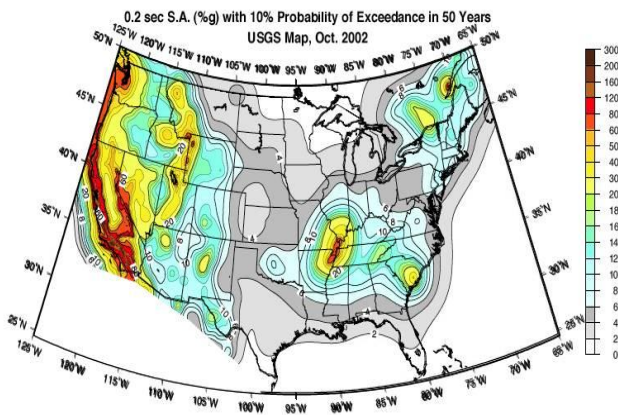 0.2 sec S.A. (%g) with 10% Probability of Exceedance in 50 Years
USGS Map, Oct. 2002
125°W 120°W 115°W 110°W 105°W 100°W 95°W 90°W 85°W 80°W 75°W 70°W 65°W
50°N 50°N
45°N 45°N
40°N 40°N
35°N 35°N
30°N 30°N
25°N 25°N
125°W 120°W 115°W 110°W 105°W 100°W 95°W 90°W 85°W 80°W 75°W 70°W 65°W
300
200
160
120
80
60
50
40
30
20
18
16
14
12
10
8
6
4
2
0